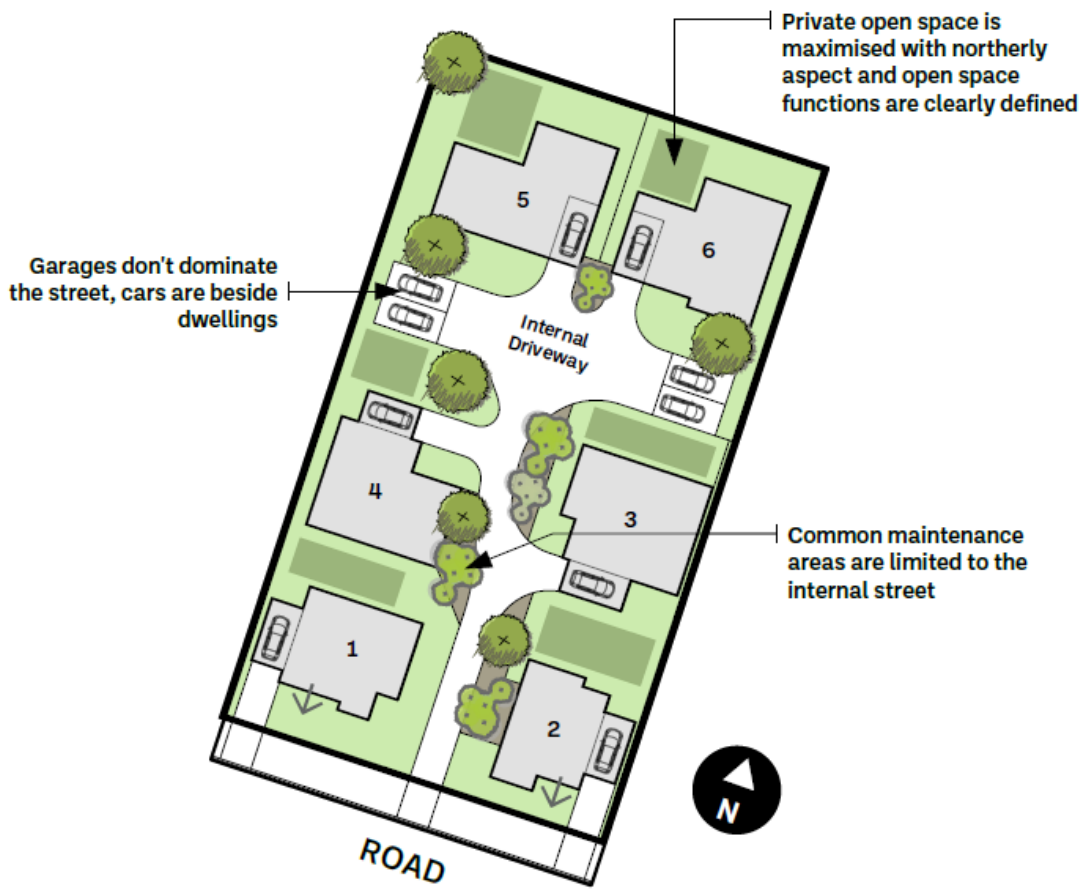 Private open space is
maximised with northerly
aspect and open space
functions are clearly defined
5
6
Garages don't dominate
the street, cars are beside
dwellings
Internal
Driveway
4
3
Common maintenance
areas are limited to the
internal street
1
2
N
ROAD